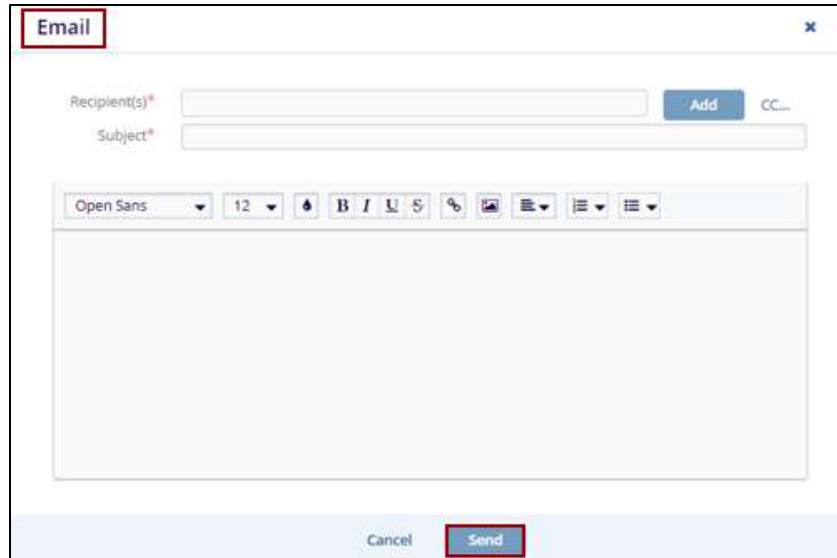 Email
Recipient(s)* Add CC...
Subject*
Open Sans 12 B I U S
Cancel Send